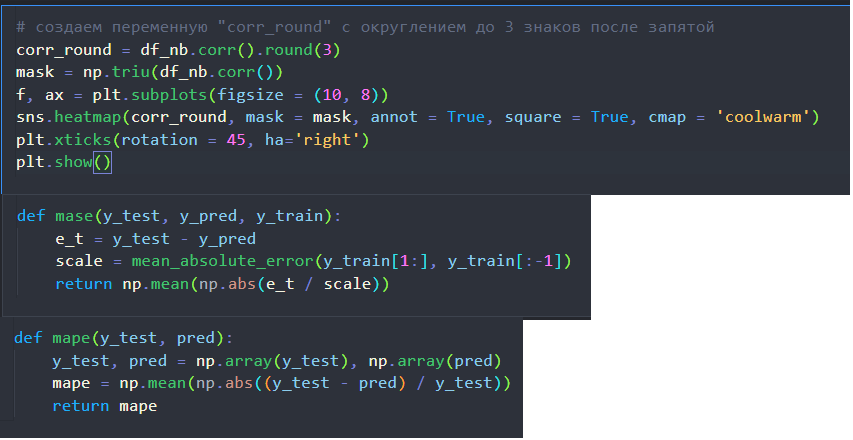 # создаем переменную "corr_round" с округлением до 3 знаков после запятой
corr_round = df_nb.corr().round(3)
mask = np.triu(df_nb.corr())
f, ax = plt.subplots(figsize = (10, 8))
sns.heatmap(corr_round, mask = mask, annot = True, square = True, cmap = 'coolwarm')
plt.xticks(rotation = 45, ha='right')
plt.show()
def mase(y_test, y_pred, y_train):
    e_t = y_test - y_pred
    scale = mean_absolute_error(y_train[1:], y_train[:-1])
    return np.mean(np.abs(e_t / scale))
def mape(y_test, pred):
    y_test, pred = np.array(y_test), np.array(pred)
    mape = np.mean(np.abs((y_test - pred) / y_test))
    return mape